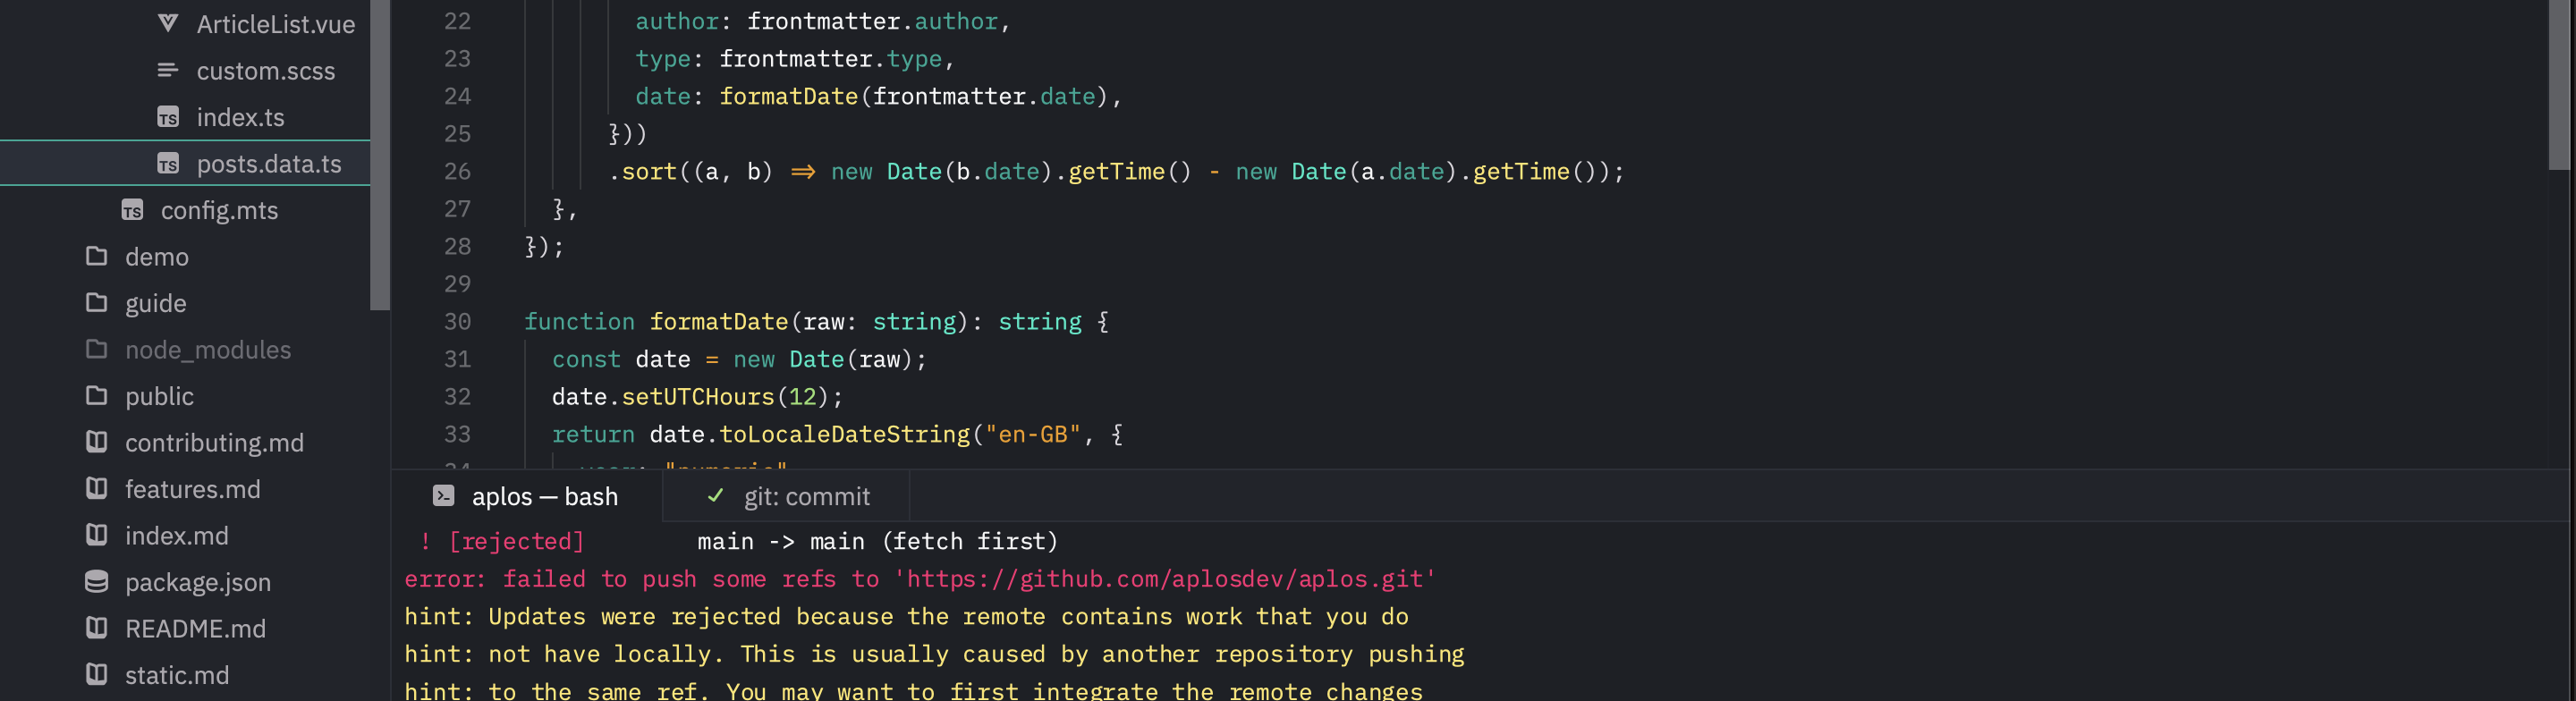 ArticleList.vue
custom.scss
TS index.ts
TS posts.data.ts
TS config.mts
demo
guide
node_modules
public
contributing.md
features.md
index.md
package.json
README.md
static.md
22 author: frontmatter.author,
23 type: frontmatter.type,
24 date: formatDate(frontmatter.date),
25 }))
26 .sort((a, b) => new Date(b.date).getTime() - new Date(a.date).getTime());
27 },
28 });
29
30 function formatDate(raw: string): string {
31 const date = new Date(raw);
32 date.setUTCHours(12);
33 return date.toLocaleDateString("en-GB", {
aplos — bash
git: commit
! [rejected] main -> main (fetch first)
error: failed to push some refs to 'https://github.com/aplosdev/aplos.git'
hint: Updates were rejected because the remote contains work that you do
hint: not have locally. This is usually caused by another repository pushing
hint: to the same ref. You may want to first integrate the remote changes